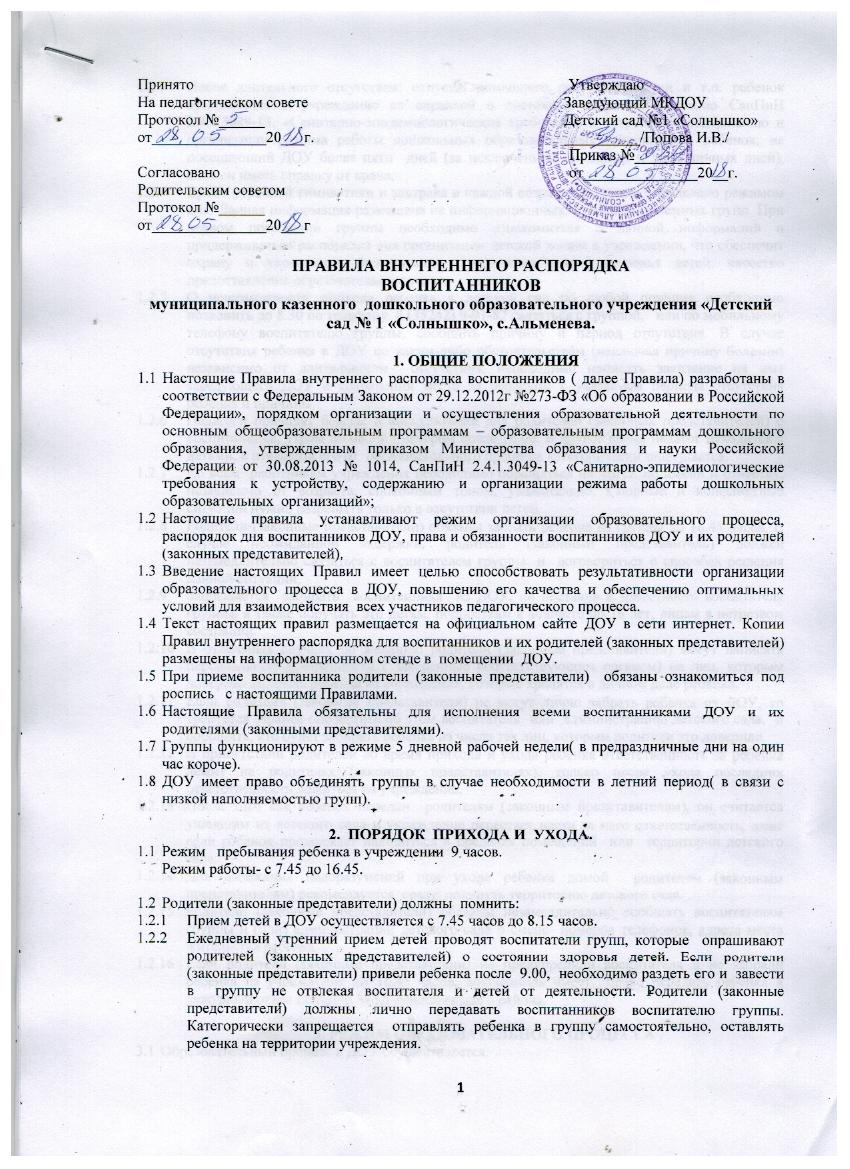 Принято
На педагогическом совете
Протокол № 5
от 28.05 2018г.
Согласовано
Родительским советом
Протокол №
от 28.05 2018г
Утверждаю
Заведующий МКДОУ
Детский сад №1 «Солнышко»
/Попова И.В./
Приказ №
от 28 05 2018г.
ПРАВИЛА ВНУТРЕННЕГО РАСПОРЯДКА
ВОСПИТАННИКОВ
муниципального казенного дошкольного образовательного учреждения «Детский
сад № 1 «Солнышко», с.Альменева.
1. ОБЩИЕ ПОЛОЖЕНИЯ
1.1 Настоящие Правила внутреннего распорядка воспитанников ( далее Правила) разработаны в
соответствии с Федеральным Законом от 29.12.2012г №273-ФЗ «Об образовании в Российской
Федерации», порядком организации и осуществления образовательной деятельности по
основным общеобразовательным программам – образовательным программам дошкольного
образования, утвержденным приказом Министерства образования и науки Российской
Федерации от 30.08.2013 № 1014, СанПиН 2.4.1.3049-13 «Санитарно-эпидемиологические
требования к устройству, содержанию и организации режима работы дошкольных
образовательных организаций»;
1.2 Настоящие правила устанавливают режим организации образовательного процесса,
распорядок дня воспитанников ДОУ, права и обязанности воспитанников ДОУ и их родителей
(законных представителей),
1.3 Введение настоящих Правил имеет целью способствовать результативности организации
образовательного процесса в ДОУ, повышению его качества и обеспечению оптимальных
условий для взаимодействия всех участников педагогического процесса.
1.4 Текст настоящих правил размещается на официальном сайте ДОУ в сети интернет. Копии
Правил внутреннего распорядка для воспитанников и их родителей (законных представителей)
размещены на информационном стенде в помещении ДОУ.
1.5 При приеме воспитанника родители (законные представители) обязаны ознакомиться под
роспись с настоящими Правилами.
1.6 Настоящие Правила обязательны для исполнения всеми воспитанниками ДОУ и их
родителями (законными представителями).
1.7 Группы функционируют в режиме 5 дневной рабочей недели( в предпраздничные дни на один
час короче).
1.8 ДОУ имеет право объединять группы в случае необходимости в летний период( в связи с
низкой наполняемостью групп).
2. ПОРЯДОК ПРИХОДА И УХОДА.
1.1 Режим пребывания ребенка в учреждении 9 часов.
Режим работы- с 7.45 до 16.45.
1.2 Родители (законные представители) должны помнить:
1.2.1 Прием детей в ДОУ осуществляется с 7.45 часов до 8.15 часов.
1.2.2 Ежедневный утренний прием детей проводят воспитатели групп, которые опрашивают
родителей (законных представителей) о состоянии здоровья детей. Если родители
(законные представители) привели ребенка после 9.00, необходимо раздеть его и завести
в группу не отвлекая воспитателя и детей от деятельности. Родители (законные
представители) должны лично передавать воспитанников воспитателю группы.
Категорически запрещается отправлять ребенка в группу самостоятельно, оставлять
ребенка на территории учреждения.
1